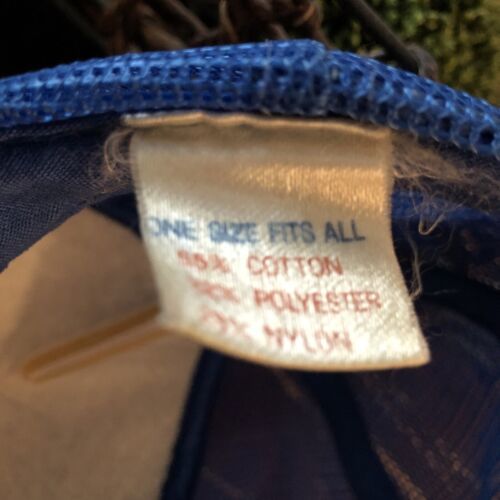 ONE SIZE FITS ALL
COTTON
POLYESTER
NYLON